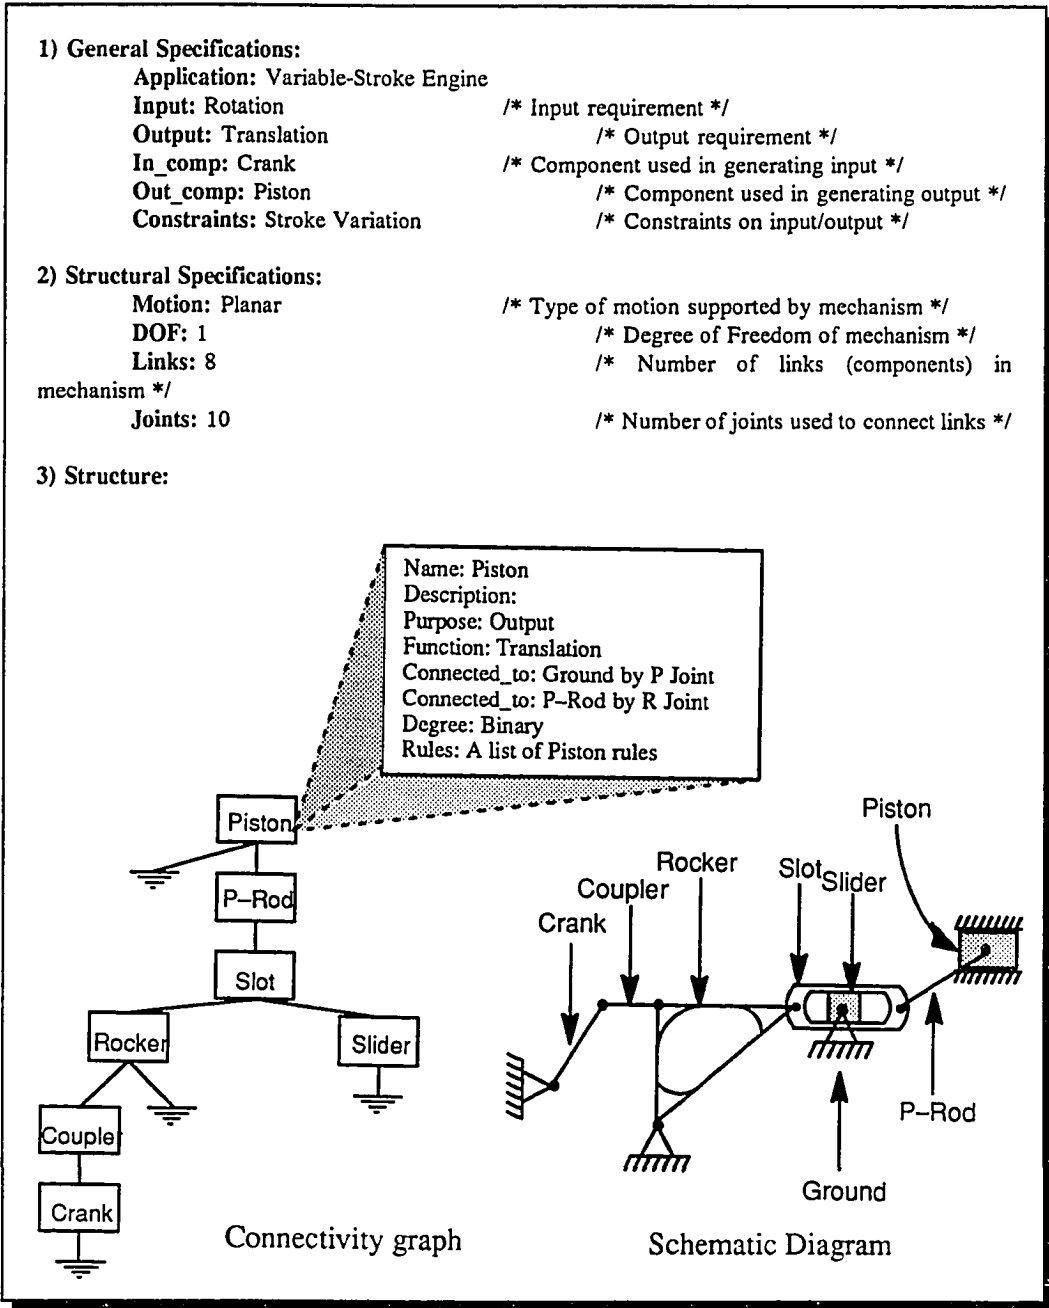 1) General Specifications:
Application: Variable-Stroke Engine
Input: Rotation /* Input requirement */
Output: Translation /* Output requirement */
In_comp: Crank /* Component used in generating input */
Out_comp: Piston /* Component used in generating output */
Constraints: Stroke Variation /* Constraints on input/output */
2) Structural Specifications:
Motion: Planar /* Type of motion supported by mechanism */
DOF: 1 /* Degree of Freedom of mechanism */
Links: 8 /* Number of links (components) in
mechanism */
Joints: 10 /* Number of joints used to connect links */
3) Structure:
Name: Piston
Description:
Purpose: Output
Function: Translation
Connected_to: Ground by P Joint
Connected_to: P–Rod by R Joint
Degree: Binary
Rules: A list of Piston rules
Piston
P–Rod
Slot
Rocker
Slider
Coupler
Crank
Connectivity graph
Piston
Rocker
Slot
Slider
Coupler
Crank
P–Rod
Ground
Schematic Diagram